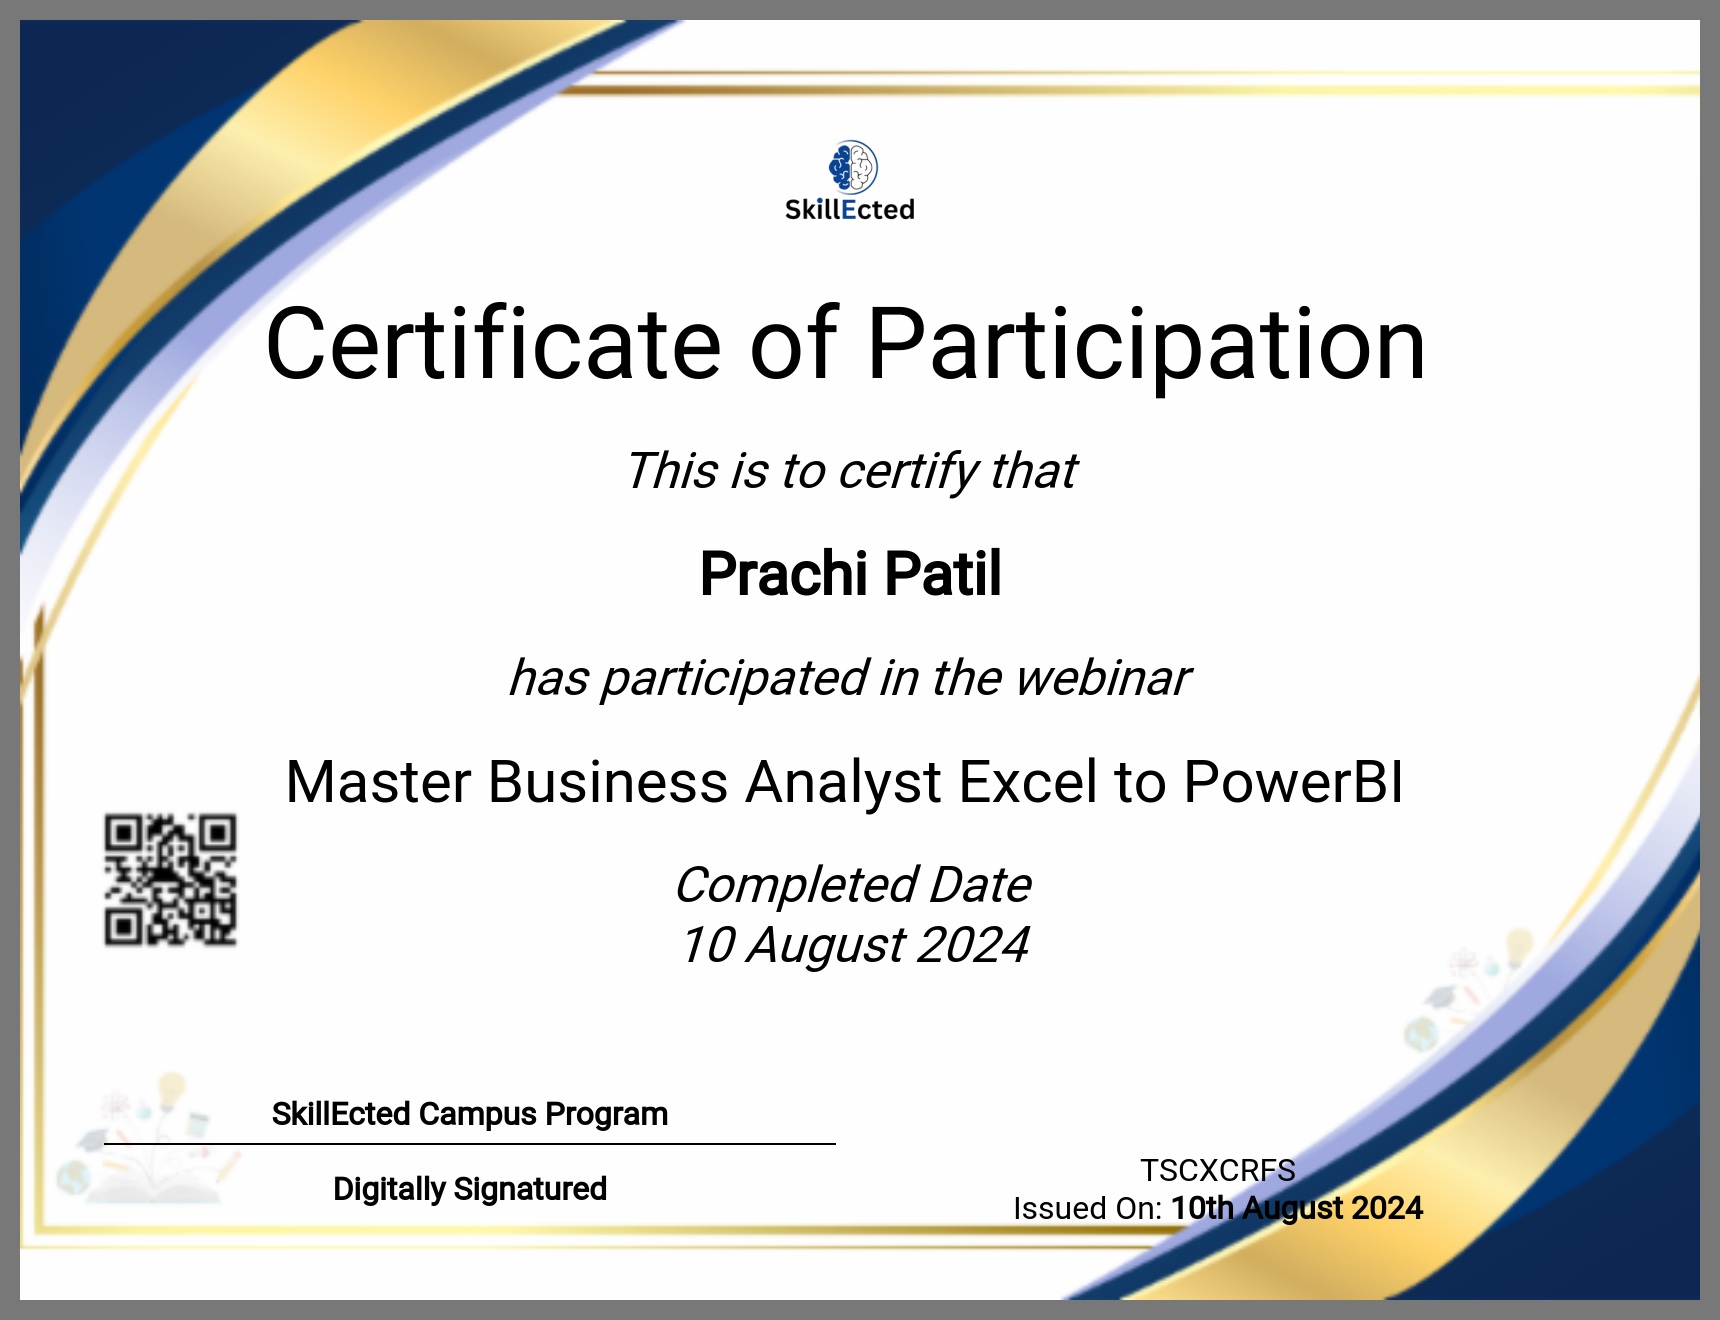 SkillEcted
Certificate of Participation
This is to certify that
Prachi Patil
has participated in the webinar
Master Business Analyst Excel to PowerBI
Completed Date
10 August 2024
SkillEcted Campus Program
Digitally Signatured
TSCXCRFS
Issued On: 10th August 2024